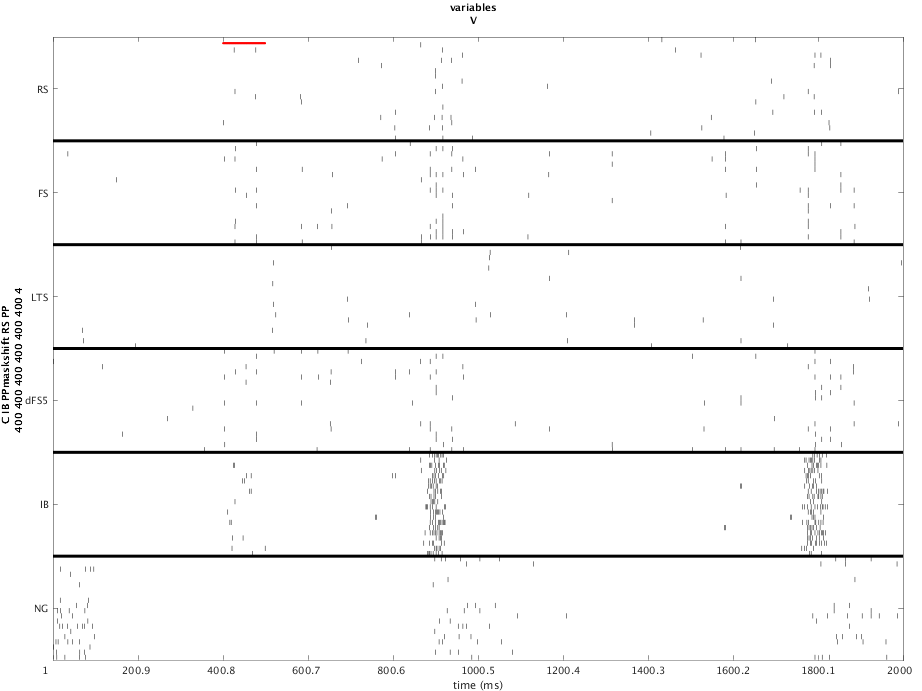 variables
V
RS
FS
LTS
dFS5
IB
NG
C IB PPmaskshift RS PP
400 400 400 400 400 400 4
1
200.9
400.8
600.7
800.6
1000.5
1200.4
1400.3
1600.2
1800.1
2000
time (ms)